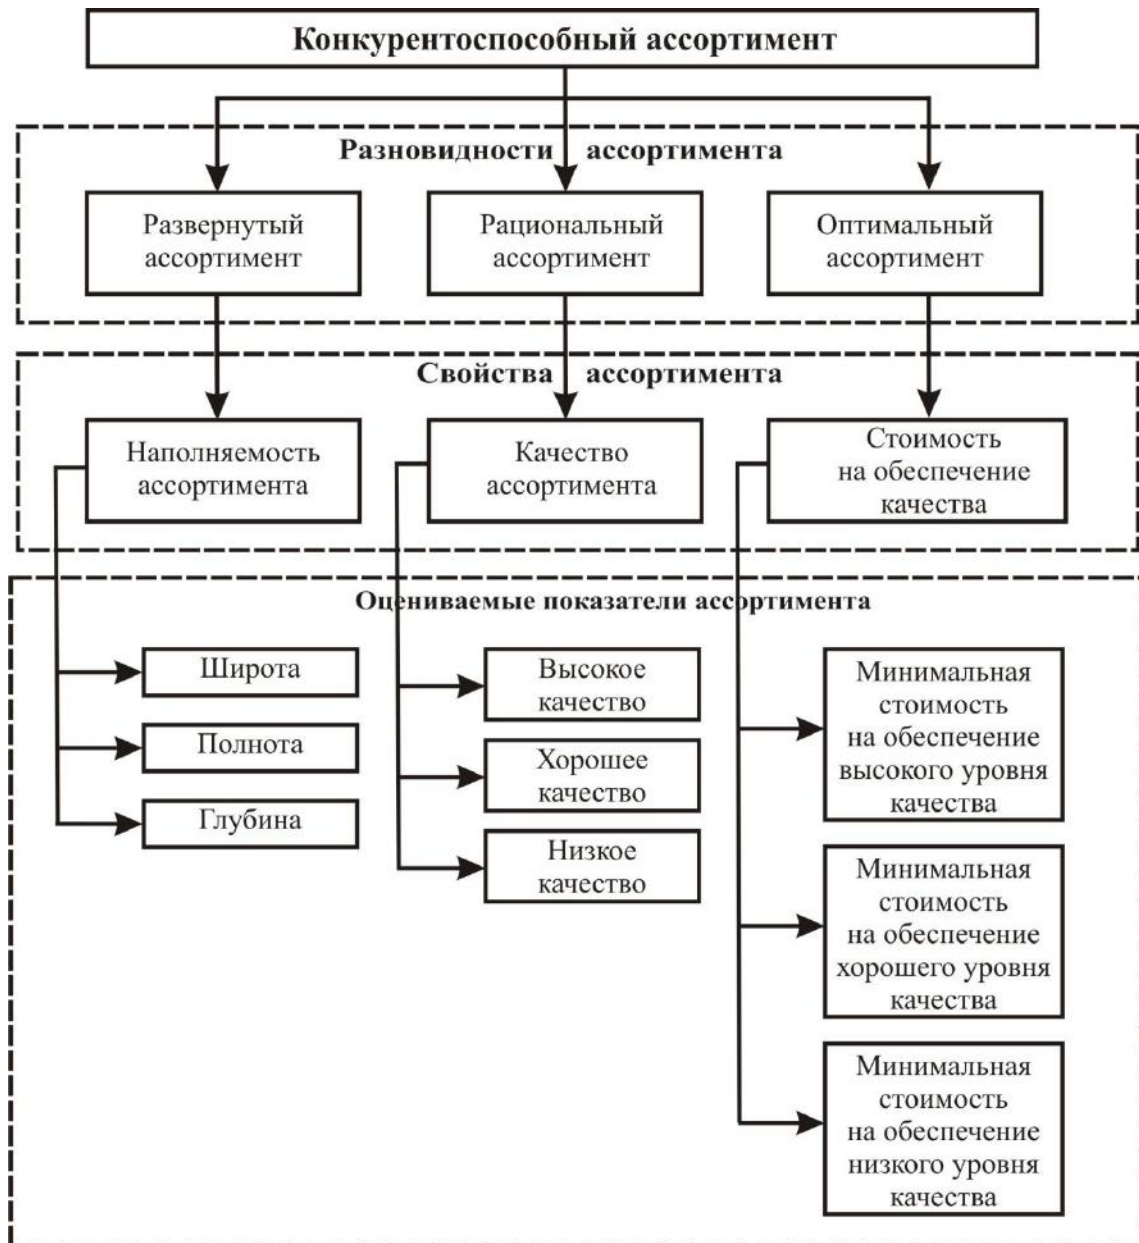 Конкурентоспособный ассортимент
Разновидности ассортимента
Развернутый
ассортимент
Рациональный
ассортимент
Оптимальный
ассортимент
Свойства ассортимента
Наполняемость
ассортимента
Качество
ассортимента
Стоимость
на обеспечение
качества
Оцениваемые показатели ассортимента
Широта
Полнота
Глубина
Высокое
качество
Хорошее
качество
Низкое
качество
Минимальная
стоимость
на обеспечение
высокого уровня
качества
Минимальная
стоимость
на обеспечение
хорошего уровня
качества
Минимальная
стоимость
на обеспечение
низкого уровня
качества